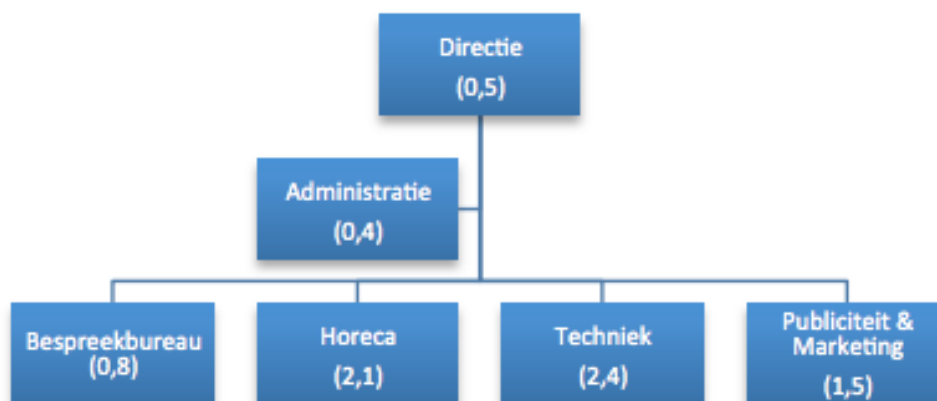 Directie
(0,5)
Administratie
(0,4)
Bespreekbureau
(0,8)
Horeca
(2,1)
Techniek
(2,4)
Publiciteit &
Marketing
(1,5)